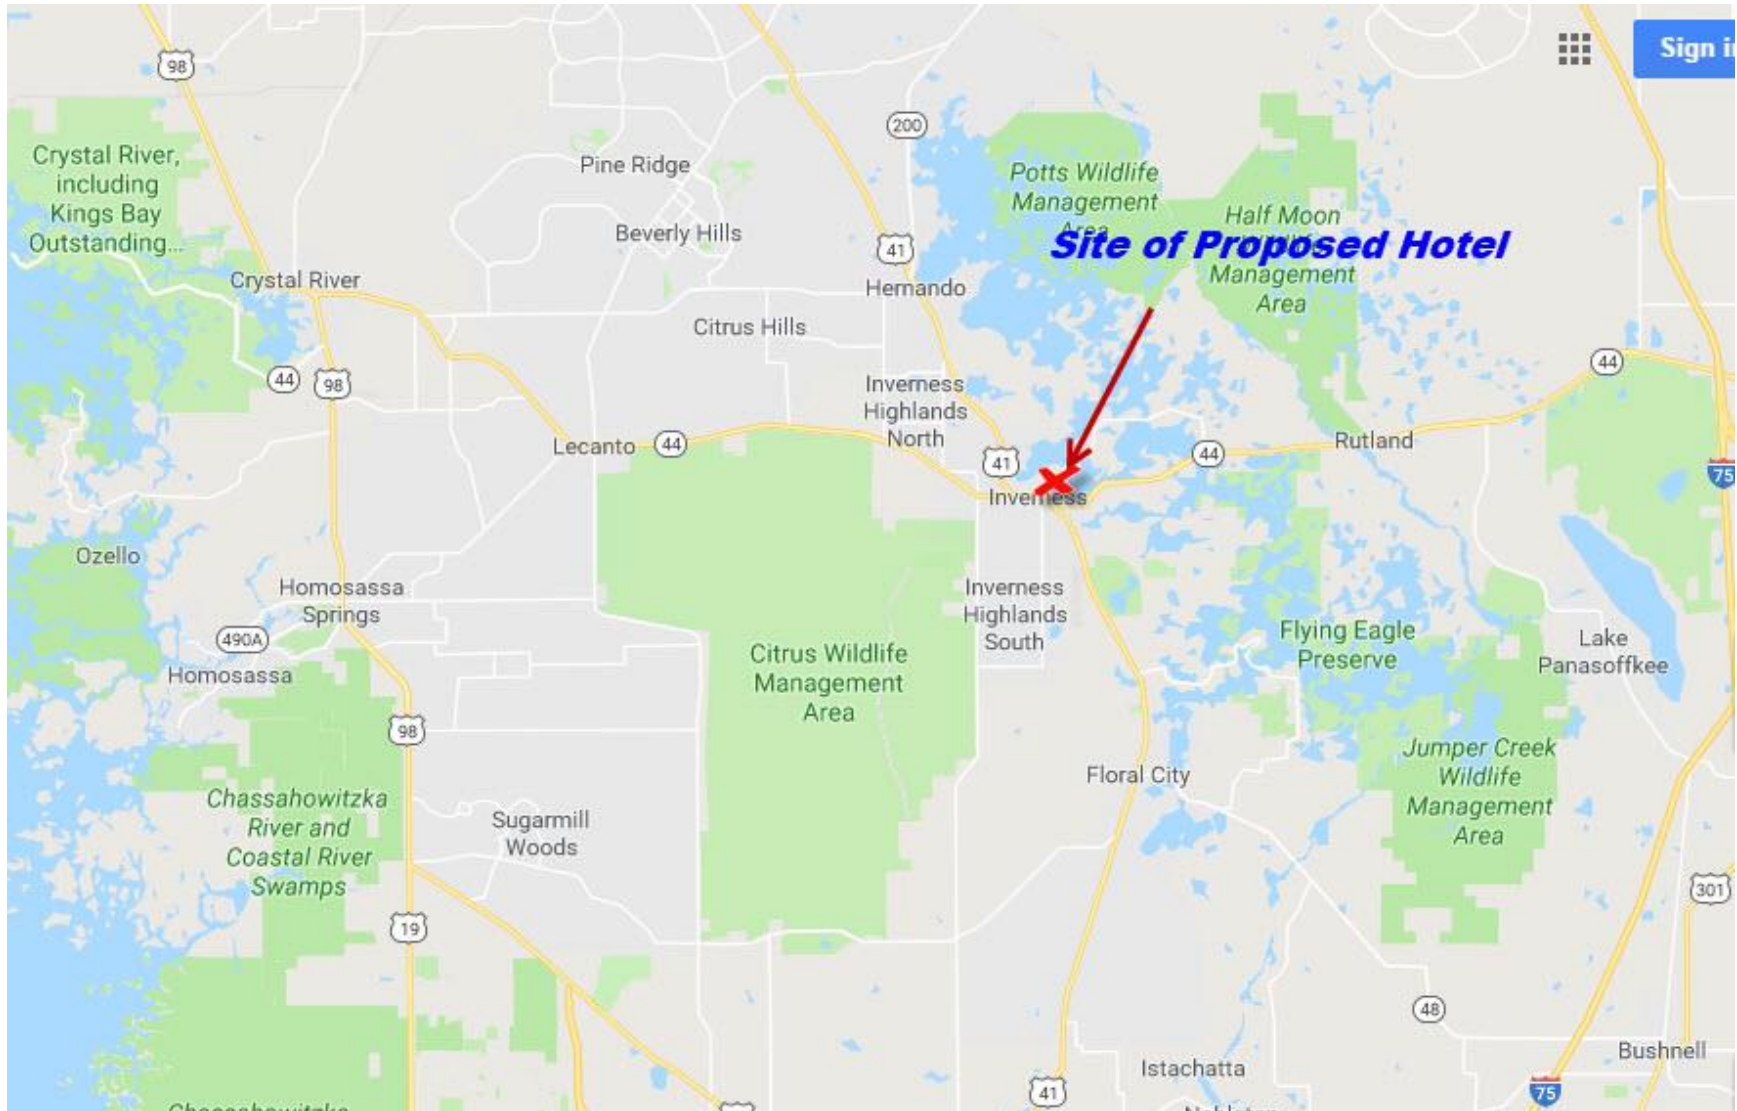 Sign i
98
200
Crystal River,
including
Kings Bay
Outstanding...
Pine Ridge
Potts Wildlife
Management
Area
Half Moon
Management
Area
Site of Proposed Hotel
Beverly Hills
41
Crystal River
Hernando
Citrus Hills
44
98
44
Inverness
Highlands
North
Lecanto
44
41
44
Rutland
75
Inverness
Ozello
Homosassa
Springs
Inverness
Highlands
South
490A
Homosassa
Citrus Wildlife
Management
Area
Flying Eagle
Preserve
Lake
Panasoffkee
98
Floral City
Jumper Creek
Wildlife
Management
Area
Chassahowitzka
River and
Coastal River
Swamps
Sugarmill
Woods
301
19
48
Bushnell
Istachatta
41
75